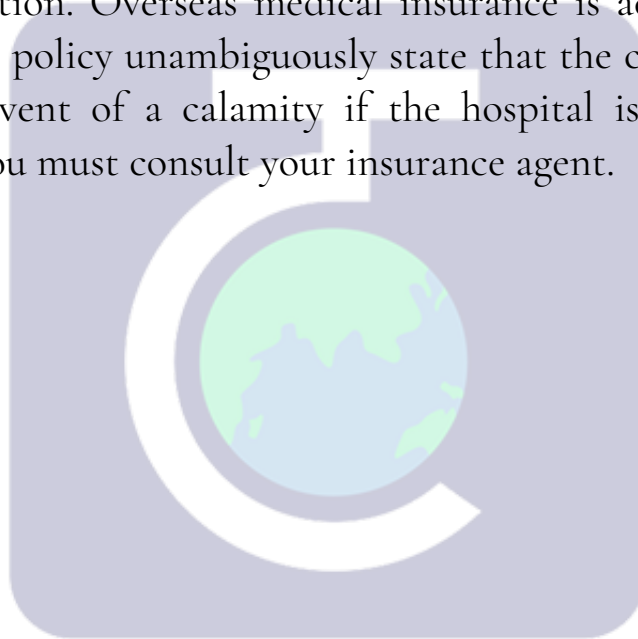 tion. Overseas medical insurance is
policy unambiguously state that the
vent of a calamity if the hospital is
ou must consult your insurance agent.